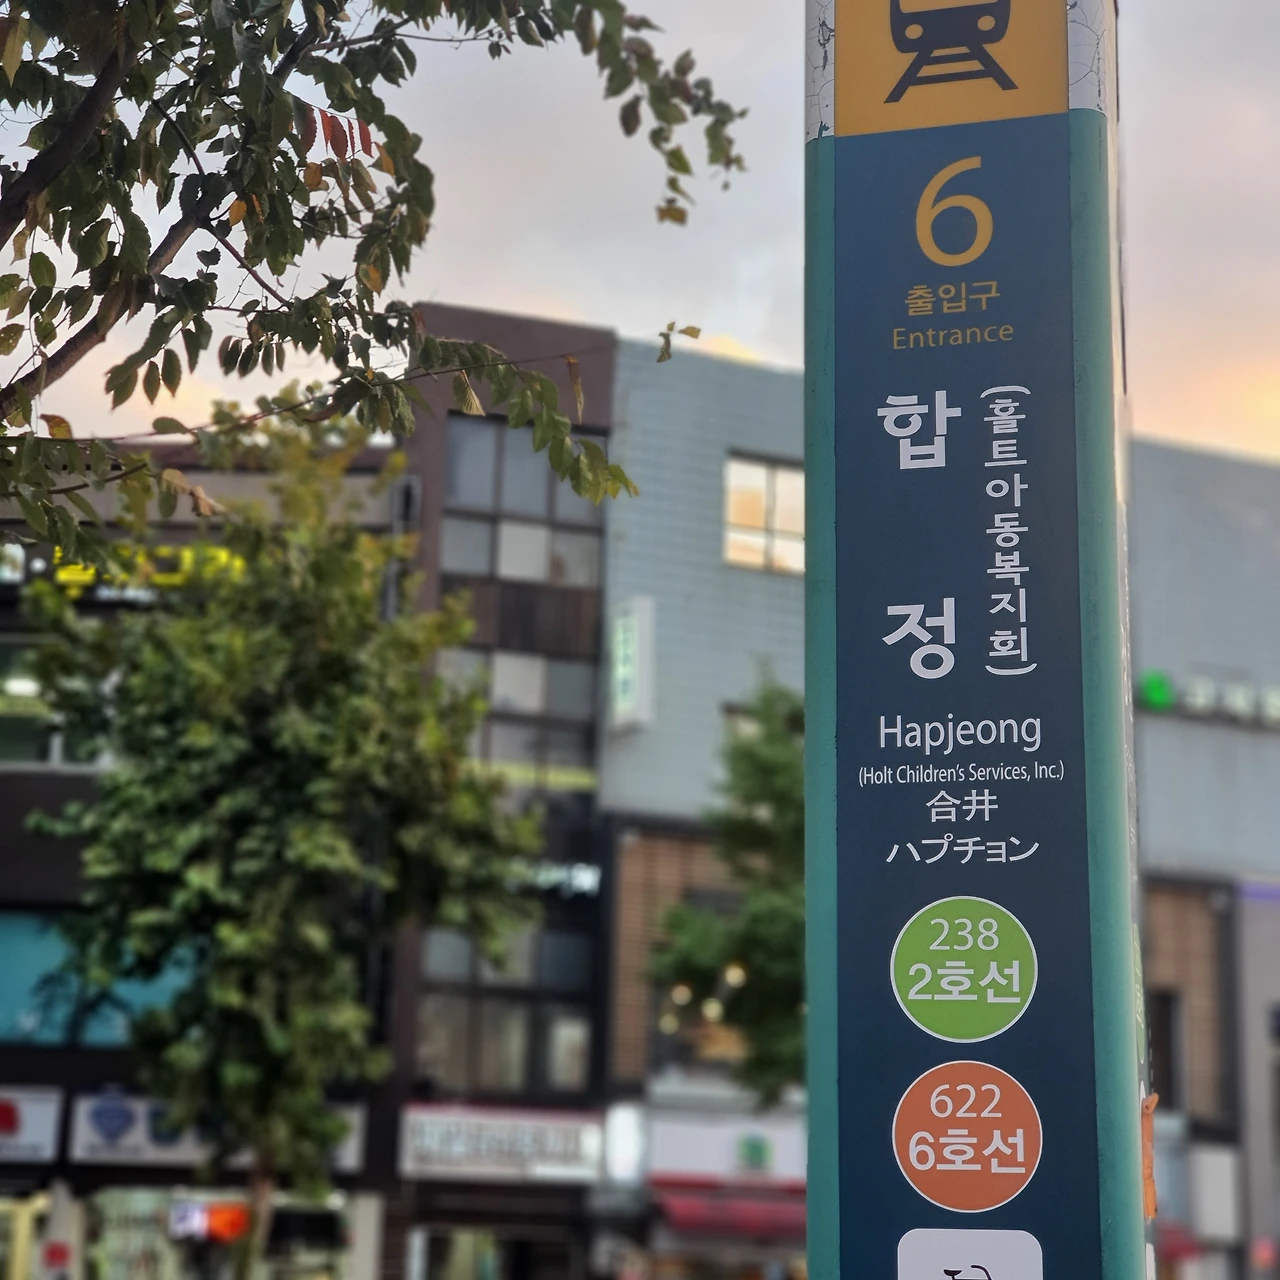 6
출입구
Entrance
합정
(홀트아동복지회)
Hapjeong
(Holt Children's Services, Inc.)
合井
ハプチョン
238
2호선
622
6호선